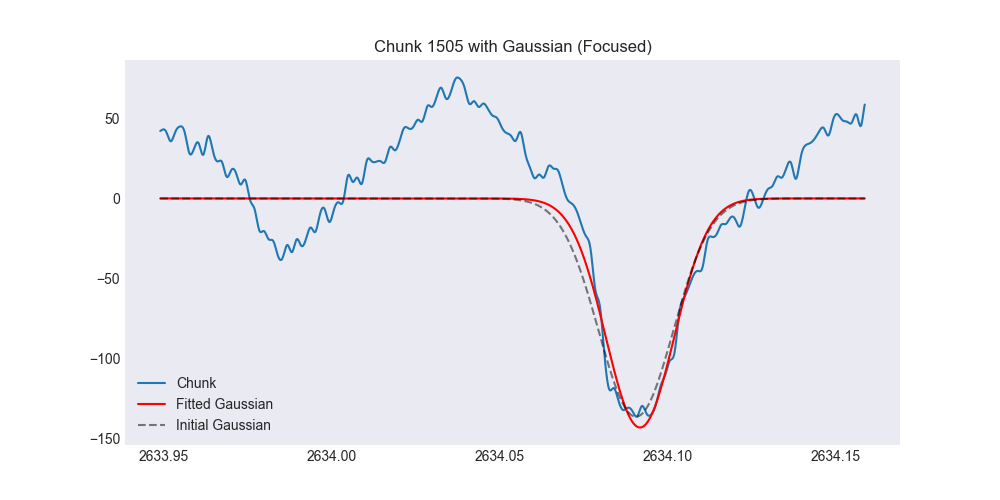 Chunk 1505 with Gaussian (Focused)
50
0
−50
−100
−150
Chunk
Fitted Gaussian
Initial Gaussian
2633.95
2634.00
2634.05
2634.10
2634.15